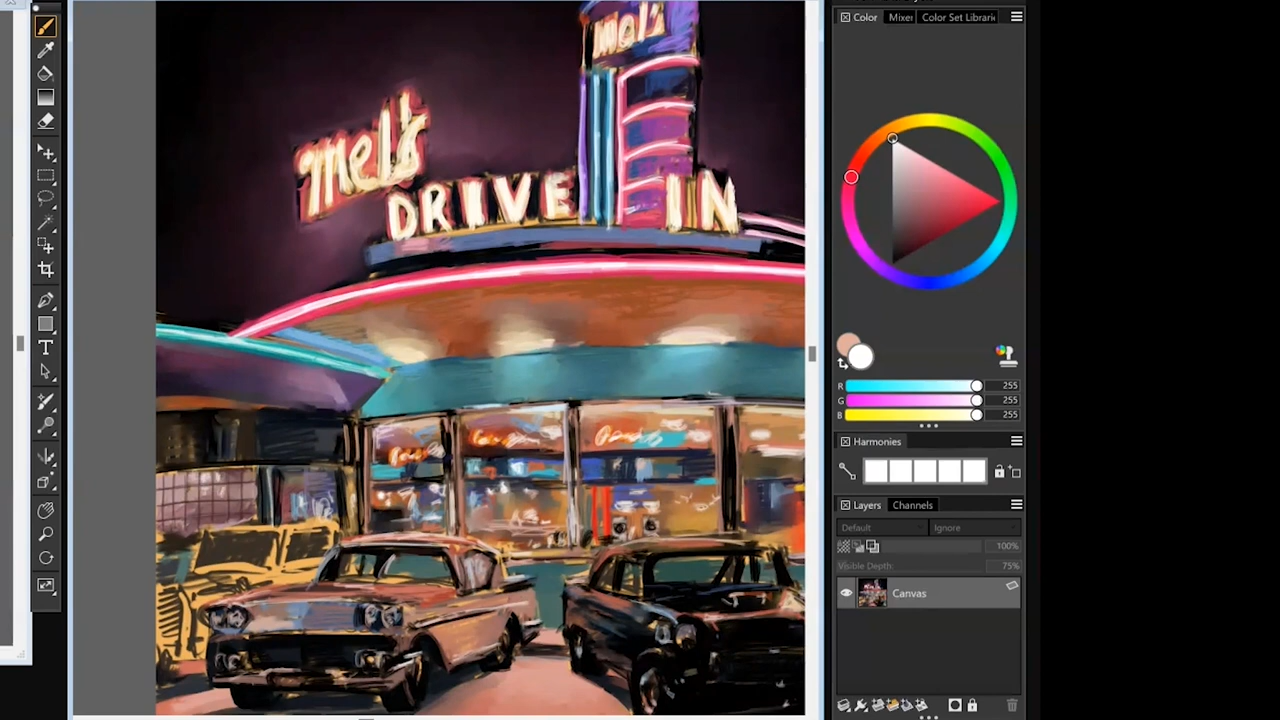 Color Mixer Color Set Librari
Mel's
Mel's
DRIVE IN
R 255
G 255
B 255
Harmonies
Layers Channels
Default Ignore
100%
Visible Depth: 75%
Canvas
T